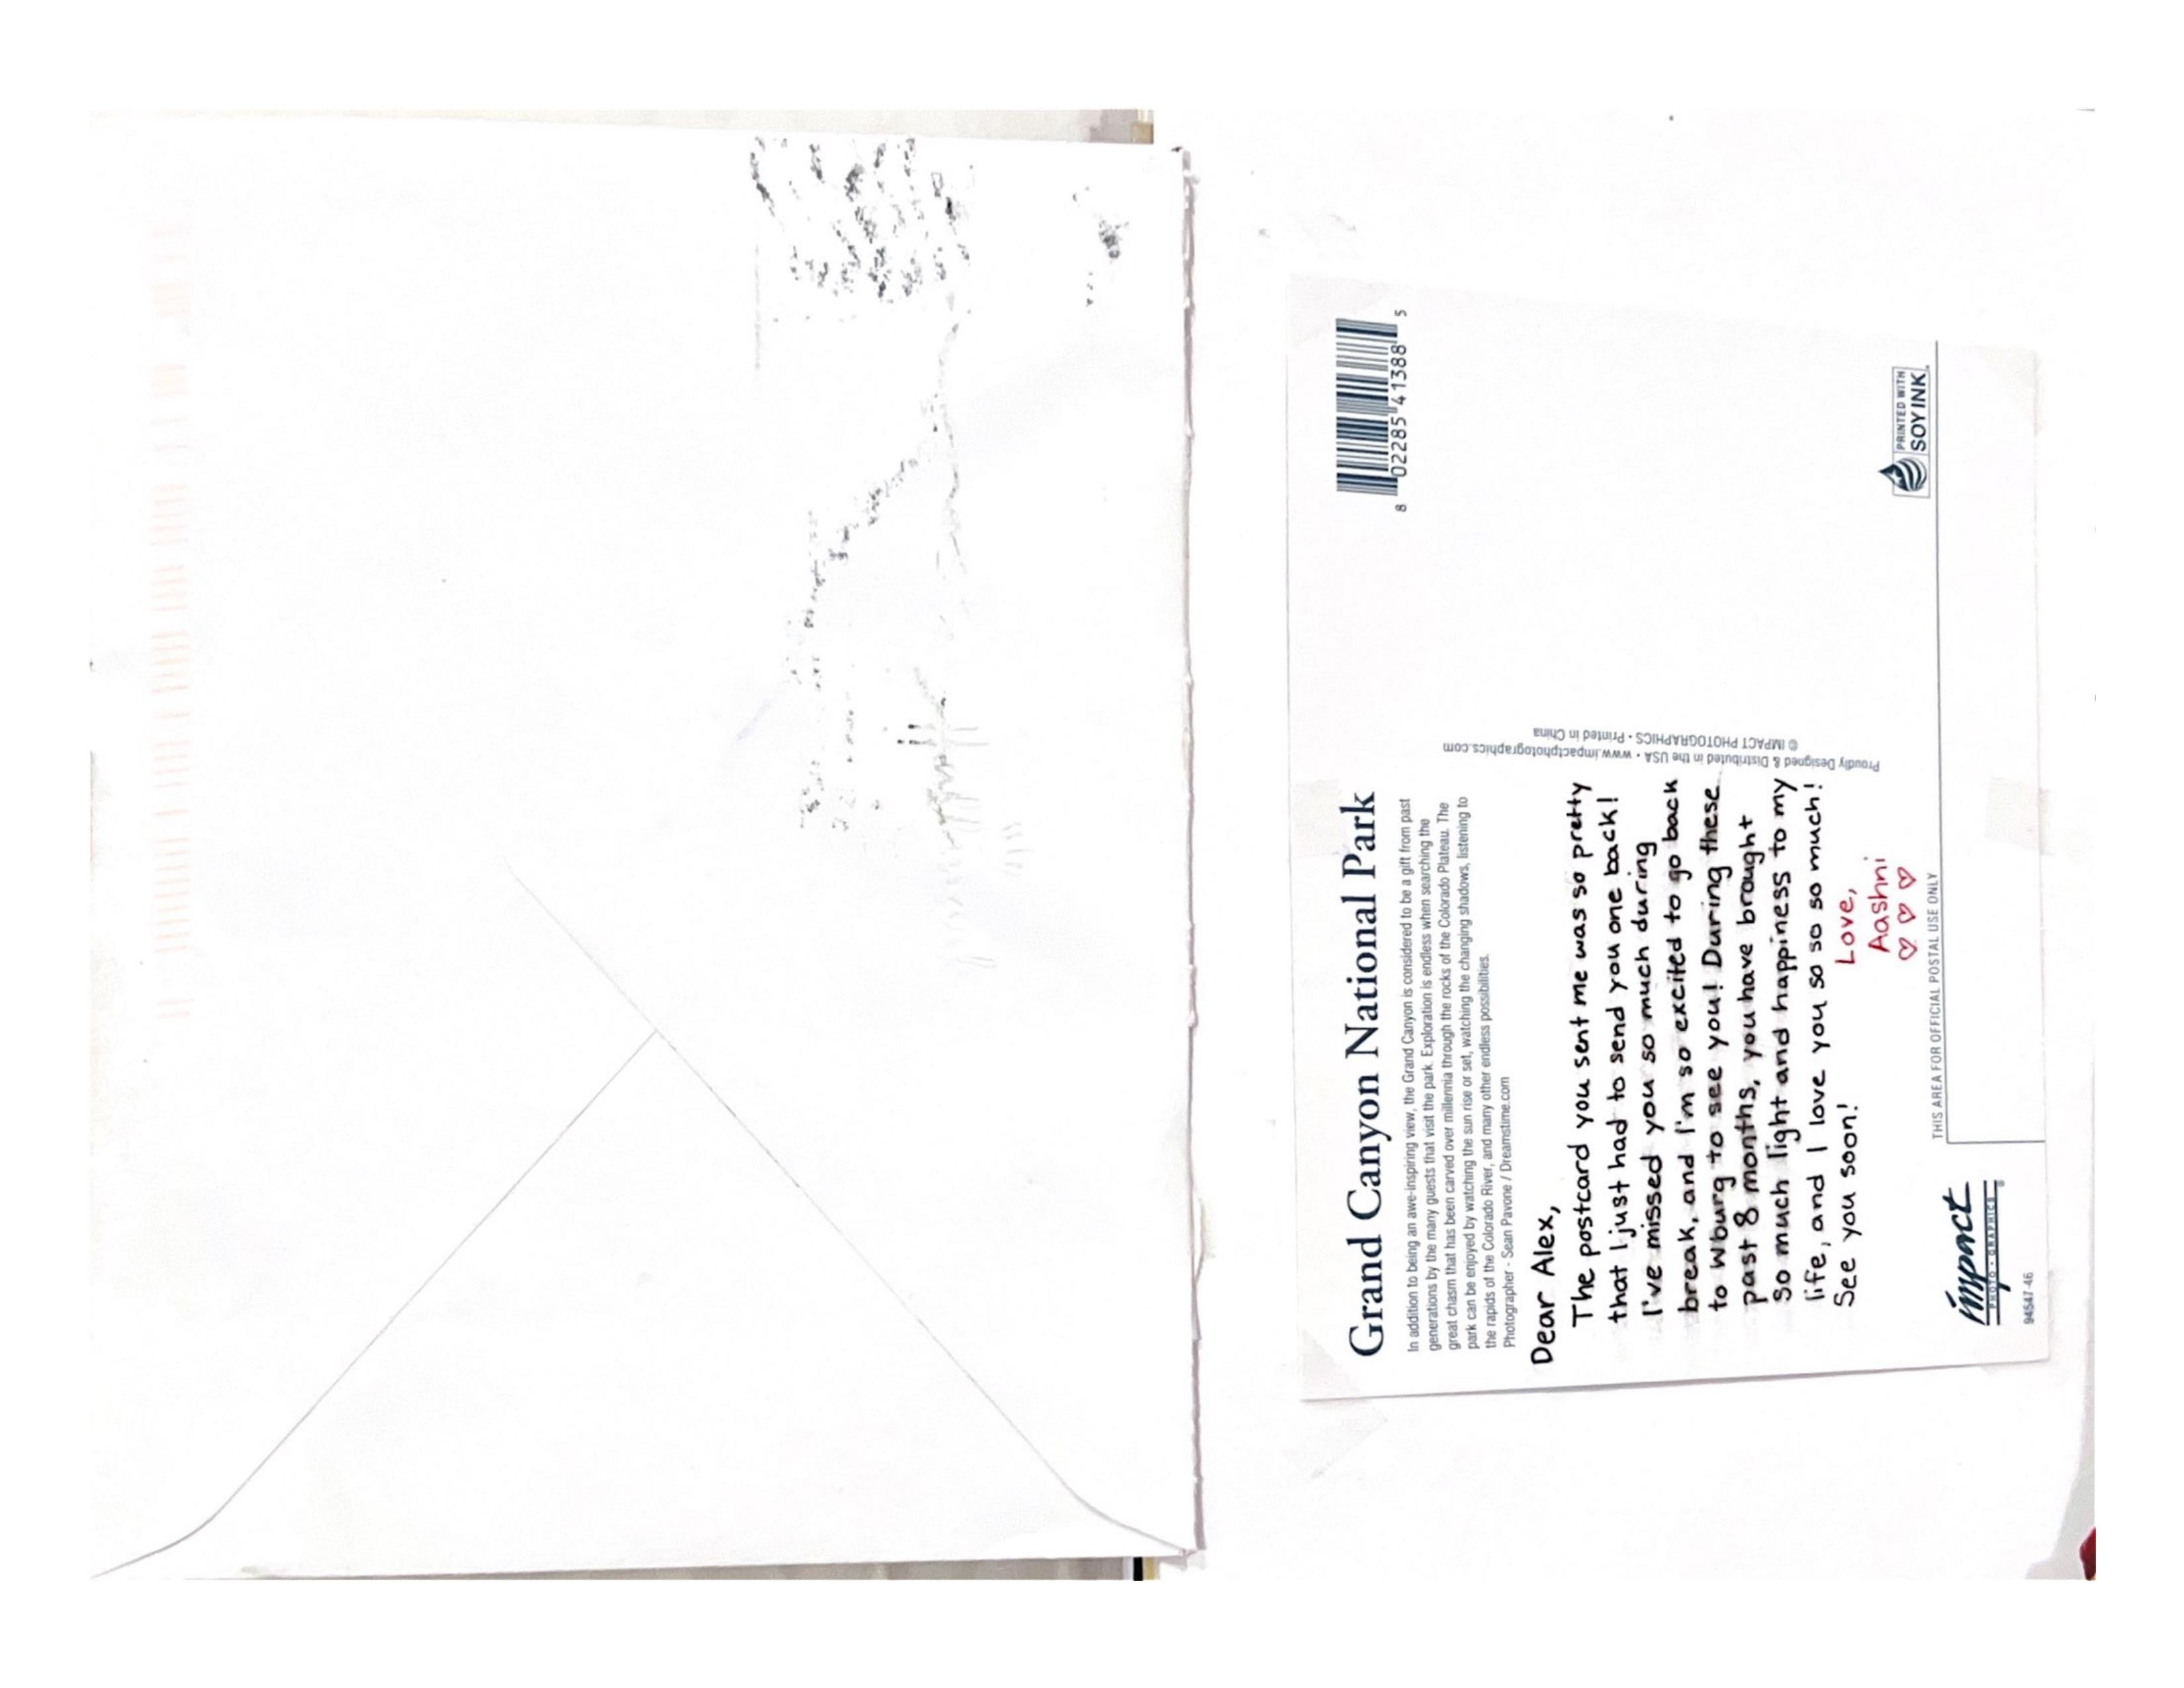 Grand Canyon National Park
In addition to being an awe-inspiring view, the Grand Canyon is considered to be a gift from past
generations by the many guests that visit the park. Exploration is endless when searching the
great chasm that has been carved over millennia through the rocks of the Colorado Plateau. The
park can be enjoyed by watching the sun rise or set, watching the changing shadows, listening to
the rapids of the Colorado River, and many other endless possibilities.
Photographer - Sean Pavone / Dreamstime.com
Dear Alex,
The postcard you sent me was so pretty
that I just had to send you one back!
I've missed you so much during
break, and I'm so excited to go back
to Wburg to see you! During these
past 8 months, you have brought
so much light and happiness to my
life, and I love you so so so much!
See you soon!
Love,
Aashni
♡ ♡ ♡
impact
PHOTO • GRAPHICS
94547-46
Proudly Designed & Distributed in the USA • www.impactphotographics.com
© IMPACT PHOTOGRAPHICS • Printed in China
8 02285 41388 5
PRINTED WITH
SOY INK
THIS AREA FOR OFFICIAL POSTAL USE ONLY